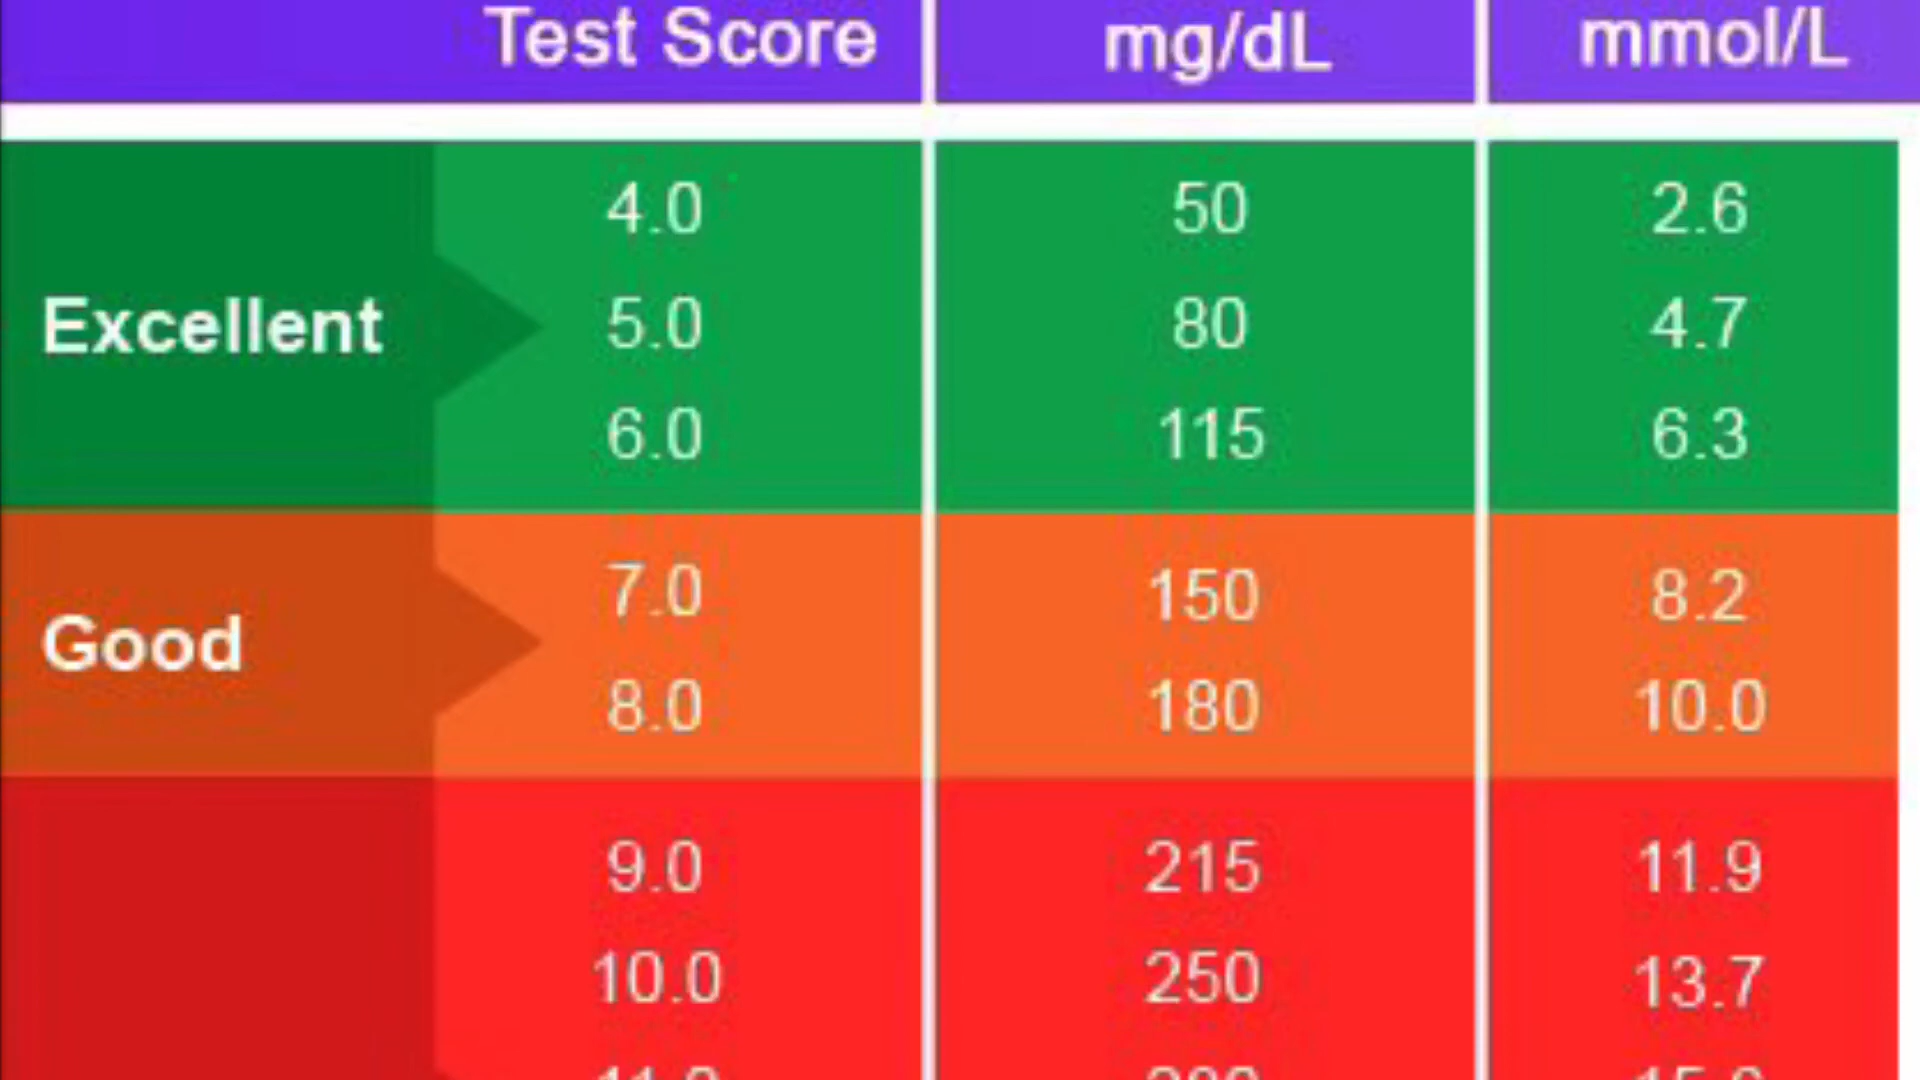 Test Score mg/dL mmol/L
4.0 50 2.6
Excellent 5.0 80 4.7
6.0 115 6.3
7.0 150 8.2
Good
8.0 180 10.0
9.0 215 11.9
10.0 250 13.7